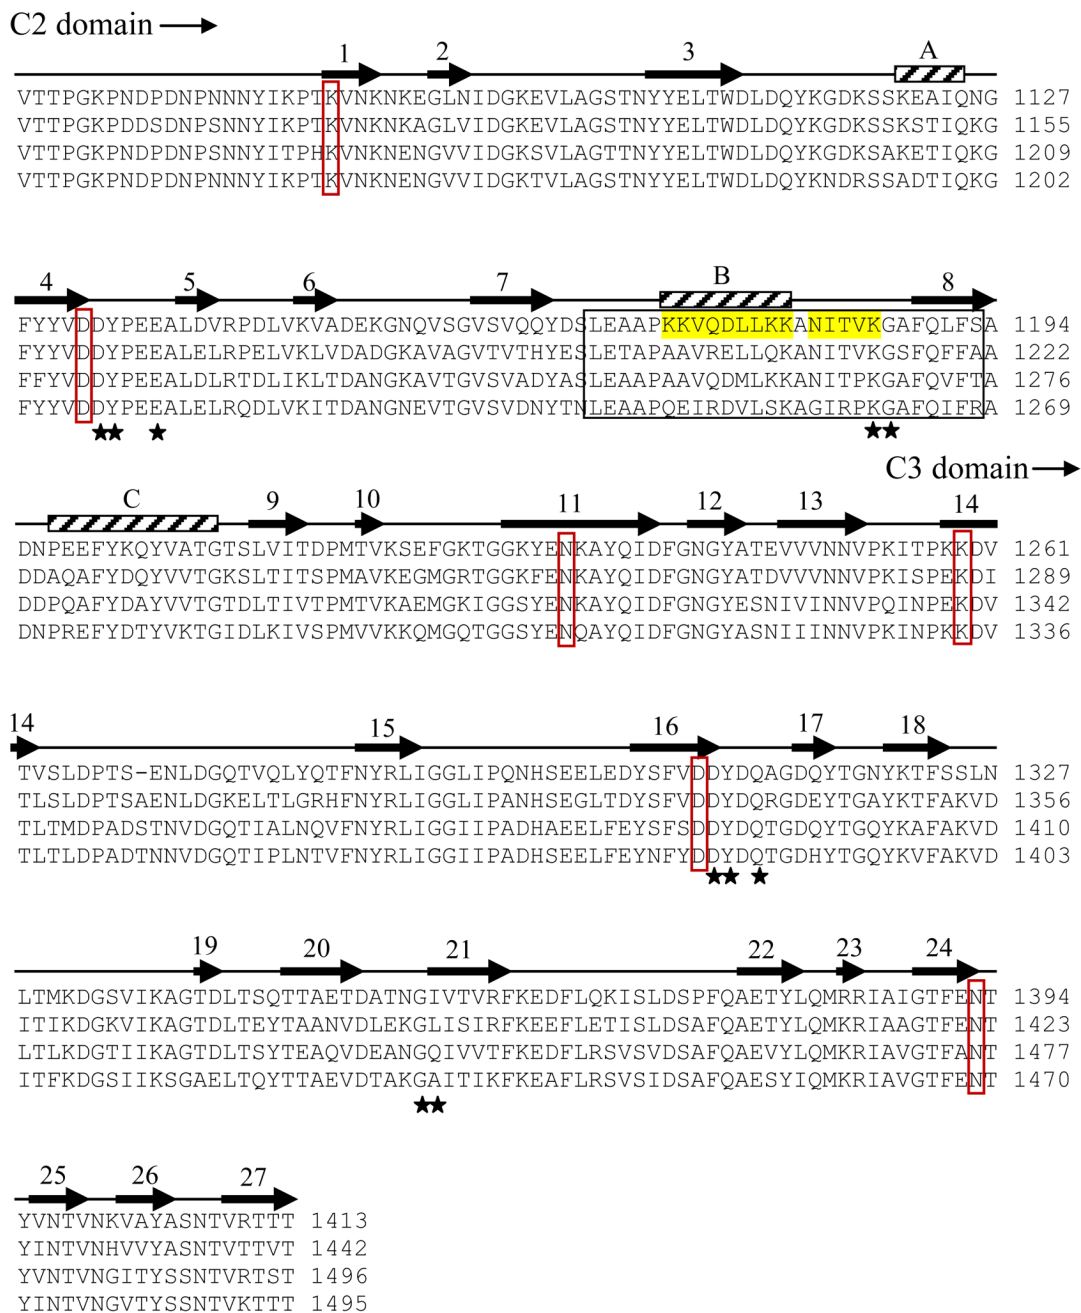 C2 domain
1 2 3 A
VTTPGKPNDPDNPNNNYIKPTKVNKNKEGLNIDGKEVLAGSTNYYELTWDLDQYKGDKSSKEAIQNG 1127
VTTPGKPDDSDNPSNNYIKPTKVNKNKAGLVIDGKEVLAGSTNYYELTWDLDQYKGDKSSKSTIQKG 1155
VTTPGKPNDPDNPSNNYITPHKVNKNENGVVIDGKSVLAGTTNYYELTWDLDQYKGDKSAKETIQKG 1209
VTTPGKPNDPDNPNNNYIKPTKVNKNENGVVIDGKTVLAGSTNYYELTWDLDQYKNDRSSADTIQKG 1202
4 5 6 7 B 8
FYYVDDYPEEALDVRPDLVKVADEKGNQVSGVSVQQYDSLEAAPKKVQDLLKKANITVKGAFQLFSA 1194
FYYVDDYPEEALELRPELVKLVDANGKAVAGVTVTHYESLETAPAAVRELLQKANITVKGSFQFFAA 1222
FFYVDDYPEEALDLRTDLIKLTDANGKAVTGVSVADYASLEAAPAAVQDMLKKANITPKGAFQVFTA 1276
FYYVDDYPEEALELRQDLVKITDANGNEVTGVSVDNYTNLEAAPQEIRDVLSKAGIRPKGAFQIFRA 1269
★★ ★ ★★
C3 domain
C 9 10 11 12 13 14
DNPEEFYKQYVATGTSLVITDPMTVKSEFGKTGGKYENKAYQIDFGNGYATEVVVNNVPKITPKKDV 1261
DDAQAFYDQYVVTGKSLTITSPMAVKEGMGRTGGKFENKAYQIDFGNGYATDVVVNNVPKISPEKDI 1289
DDPQAFYDAYVVTGTDLTIVTPMTVKAEMGKIGGSYENKAYQIDFGNGYESNIVINNVPQINPEKDV 1342
DNPREFYDTYVKTGIDLKIVSPMVVKKQMGQTGGSYENQAYQIDFGNGYASNIIINNVPKINPKKDV 1336
14 15 16 17 18
TVSLDPTS-ENLDGQTVQLYQTFNYRLIGGLIPQNHSEELEDYSFVDDYDQAGDQYTGNYKTFSSLN 1327
TLSLDPTSAENLDGKELTLGRHFNYRLIGGLIPANHSEGLTDYSFVDDYDQRGDEYTGAYKTFAKVD 1356
TLTMDPADSTNVDGQTIALNQVFNYRLIGGIIPADHAEELFEYSFSDDYDQTGDQYTGQYKAFAKVD 1410
TLTLDPADTNNVDGQTIPLNTVFNYRLIGGIIPADHSEELFEYNFYDDYDQTGDHYTGQYKVFAKVD 1403
★★ ★
19 20 21 22 23 24
LTMKDGSVIKAGTDLTSQTTAETDATNGIVTVRFKEDFLQKISLDSPFQAETYLQMRRIAIGTFENT 1394
ITIKDGKVIKAGTDLTEYTAANVDLEKGLISIRFKEEFLETISLDSAFQAETYLQMKRIAAGTFENT 1423
LTLKDGTIIKAGTDLTSYTEAQVDEANGQIVVTFKEDFLRSVSVDSAFQAEVYLQMKRIAVGTFANT 1477
ITFKDGSIIKSGAELTQYTTAEVDTAKGAITIKFKEAFLRSVSIDSAFQAESYIQMKRIAVGTFENT 1470
★★
25 26 27
YVNTVNKVAYASNTVRTTT 1413
YINTVNHVVYASNTVTTVT 1442
YVNTVNGITYSSNTVRTST 1496
YINTVNGVTYSSNTVKTTT 1495